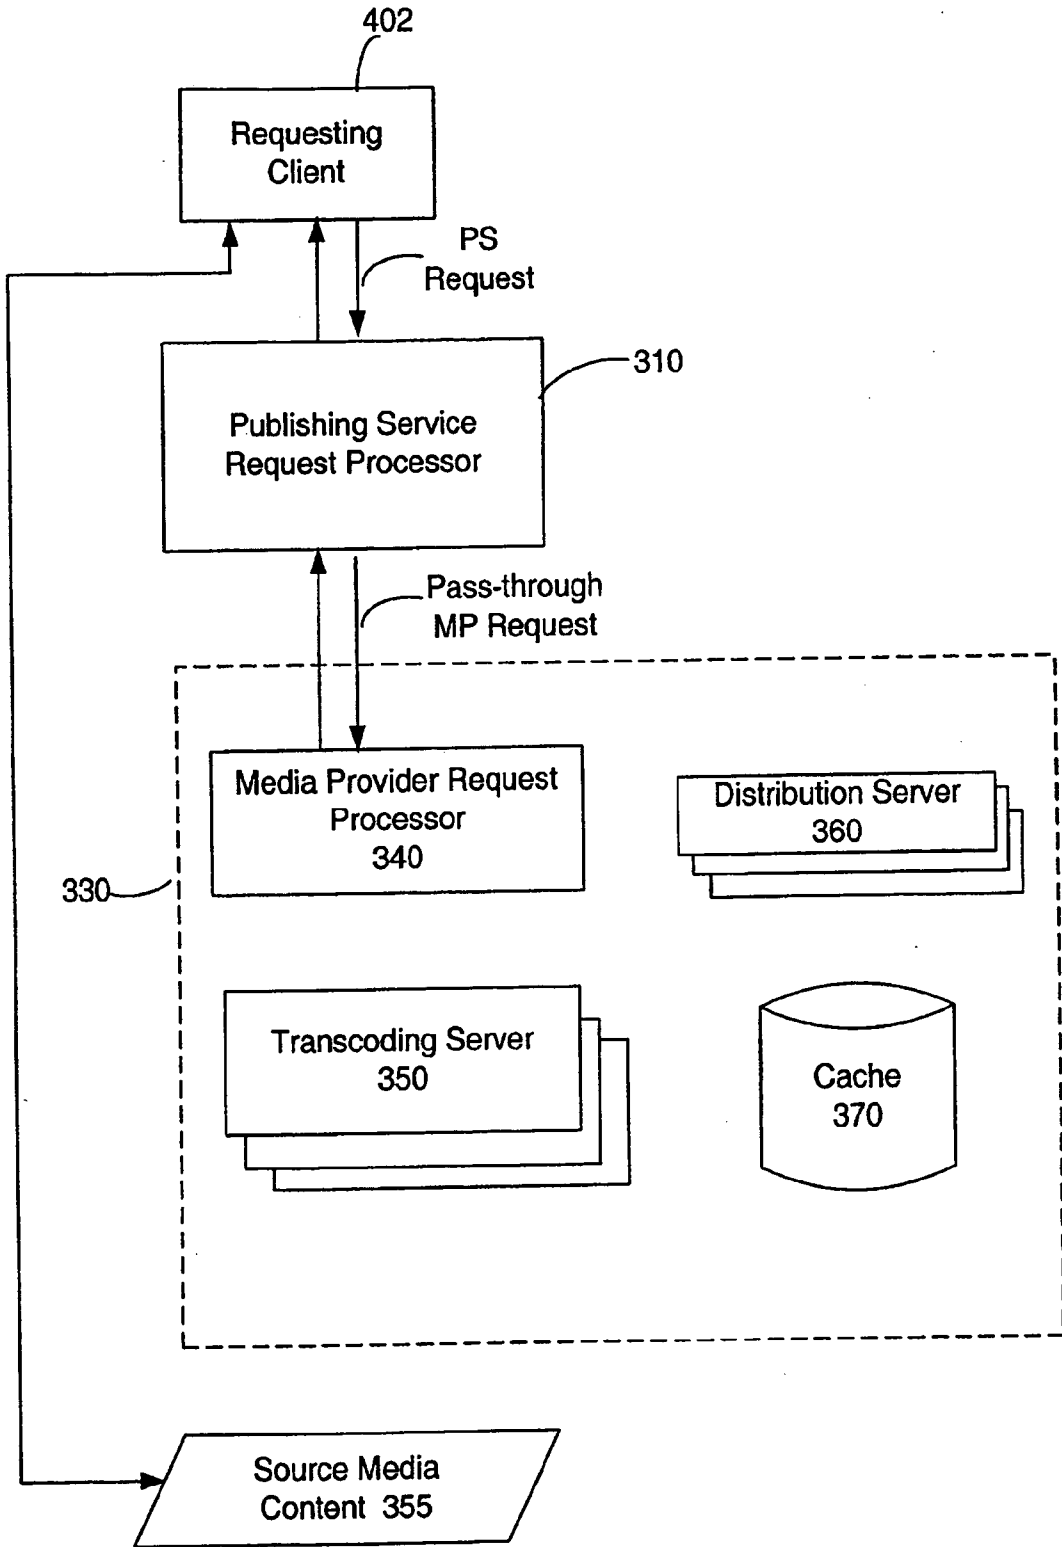 402
Requesting
Client
PS
Request
310
Publishing Service
Request Processor
Pass-through
MP Request
Media Provider Request
Processor
340
Distribution Server
360
330
Transcoding Server
350
Cache
370
Source Media
Content 355